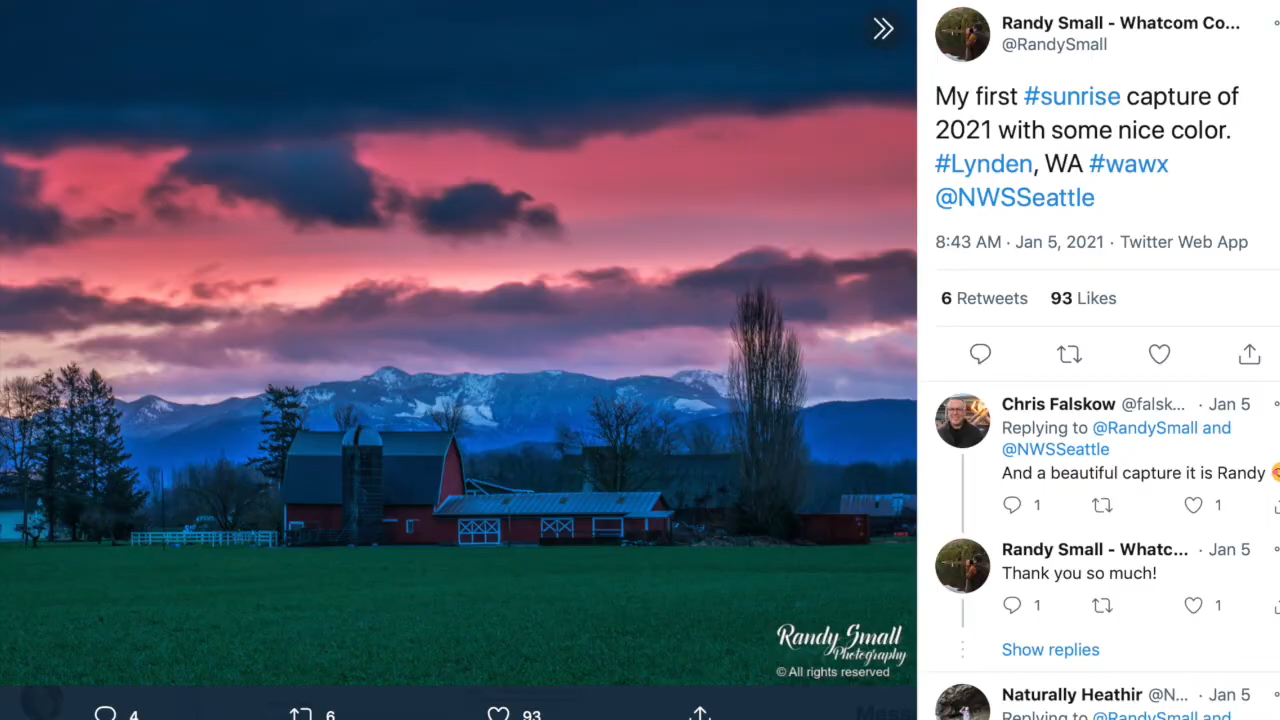 Randy Small - Whatcom Co...
@RandySmall
My first #sunrise capture of
2021 with some nice color.
#Lynden, WA #wawx
@NWSSeattle
8:43 AM · Jan 5, 2021 · Twitter Web App
6 Retweets 93 Likes
Chris Falskow @falsk... · Jan 5
Replying to @RandySmall and
@NWSSeattle
And a beautiful capture it is Randy
1 1
Randy Small - Whatc... · Jan 5
Thank you so much!
1 1
Show replies
Naturally Heathir @N... · Jan 5
Replying to @RandySmall and
Randy Small
Photography
© All rights reserved
4 6 93